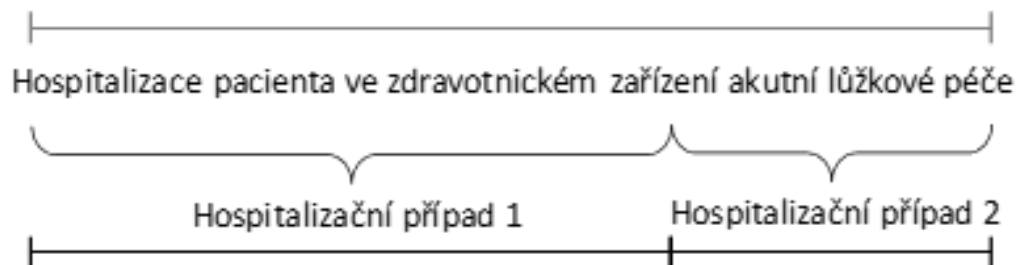 Hospitalizace pacienta ve zdravotnickém zařízení akutní lůžkové péče
Hospitalizační případ 1
Hospitalizační případ 2